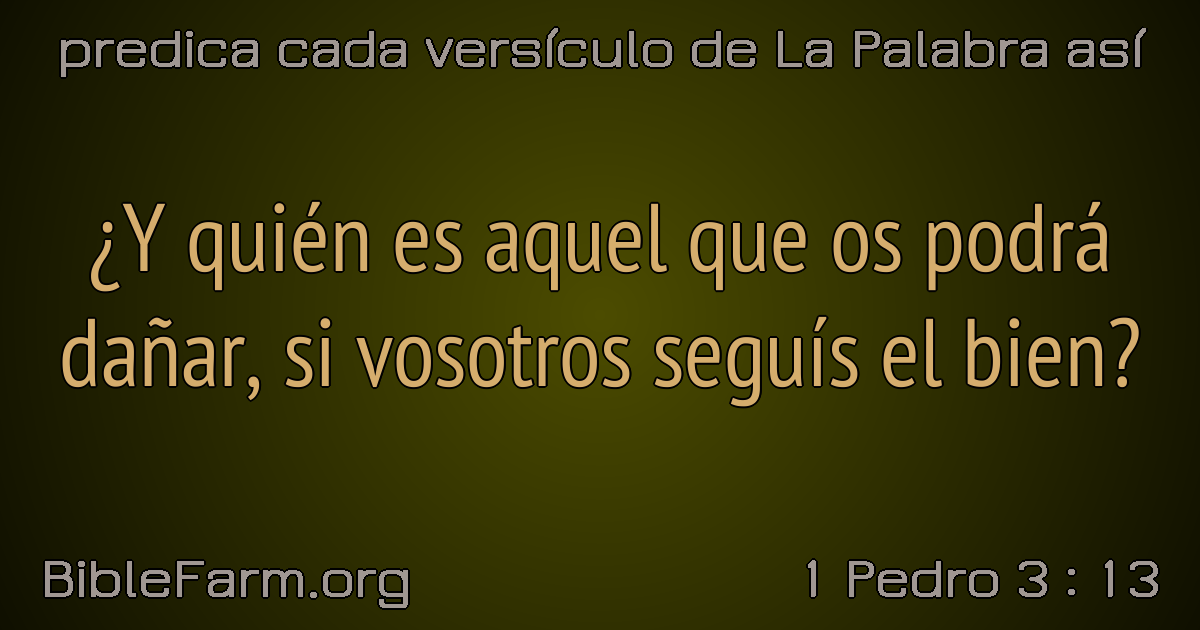 predica cada versículo de La Palabra así
¿Y quién es aquel que os podrá
dañar, si vosotros seguís el bien?
BibleFarm.org
1 Pedro 3 : 13